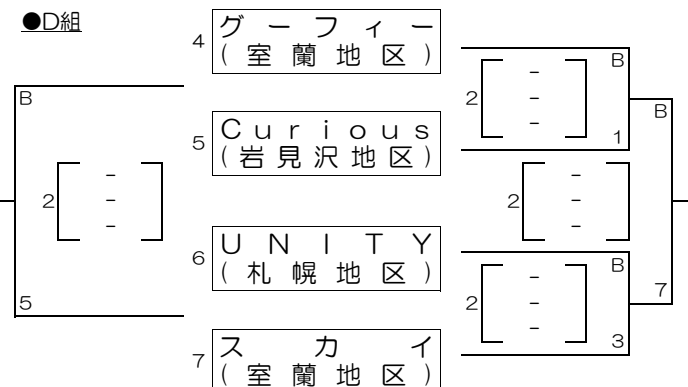 ●D組
4 グーフィー
(室蘭地区)
B
B
2 [ - - - ]
1
B
5 Curious
(岩見沢地区)
2 [ - - - ]
2 [ - - - ]
6 UNITY
(札幌地区)
B
2 [ - - - ]
7
5
3
7 スカイ
(室蘭地区)